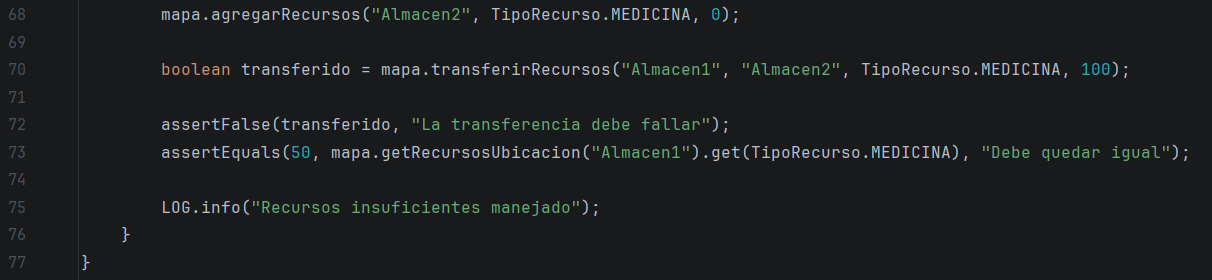 68 mapa.agregarRecursos("Almacen2", TipoRecurso.MEDICINA, 0);
69
70 boolean transferido = mapa.transferirRecursos("Almacen1", "Almacen2", TipoRecurso.MEDICINA, 100);
71
72 assertFalse(transferido, "La transferencia debe fallar");
73 assertEquals(50, mapa.getRecursosUbicacion("Almacen1").get(TipoRecurso.MEDICINA), "Debe quedar igual");
74
75 LOG.info("Recursos insuficientes manejado");
76 }
77 }